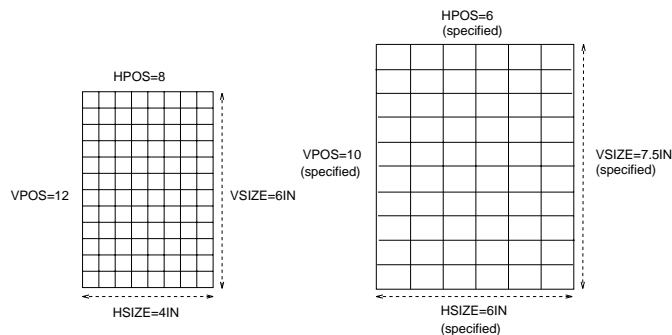 HPOS=8
VPOS=12
VSIZE=6IN
HSIZE=4IN
HPOS=6
(specified)
VPOS=10
(specified)
VSIZE=7.5IN
(specified)
HSIZE=6IN
(specified)